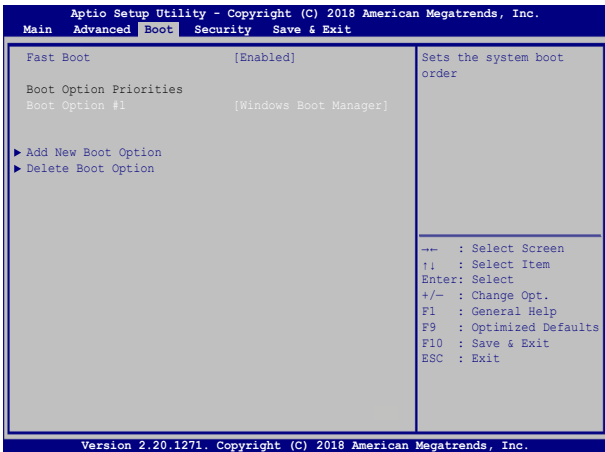 Aptio Setup Utility - Copyright (C) 2018 American Megatrends, Inc.
Main Advanced Boot Security Save & Exit
Fast Boot [Enabled]
Boot Option Priorities
Boot Option #1 [Windows Boot Manager]
▶ Add New Boot Option
▶ Delete Boot Option
Sets the system boot
order
→← : Select Screen
↑↓ : Select Item
Enter: Select
+/— : Change Opt.
F1 : General Help
F9 : Optimized Defaults
F10 : Save & Exit
ESC : Exit
Version 2.20.1271. Copyright (C) 2018 American Megatrends, Inc.